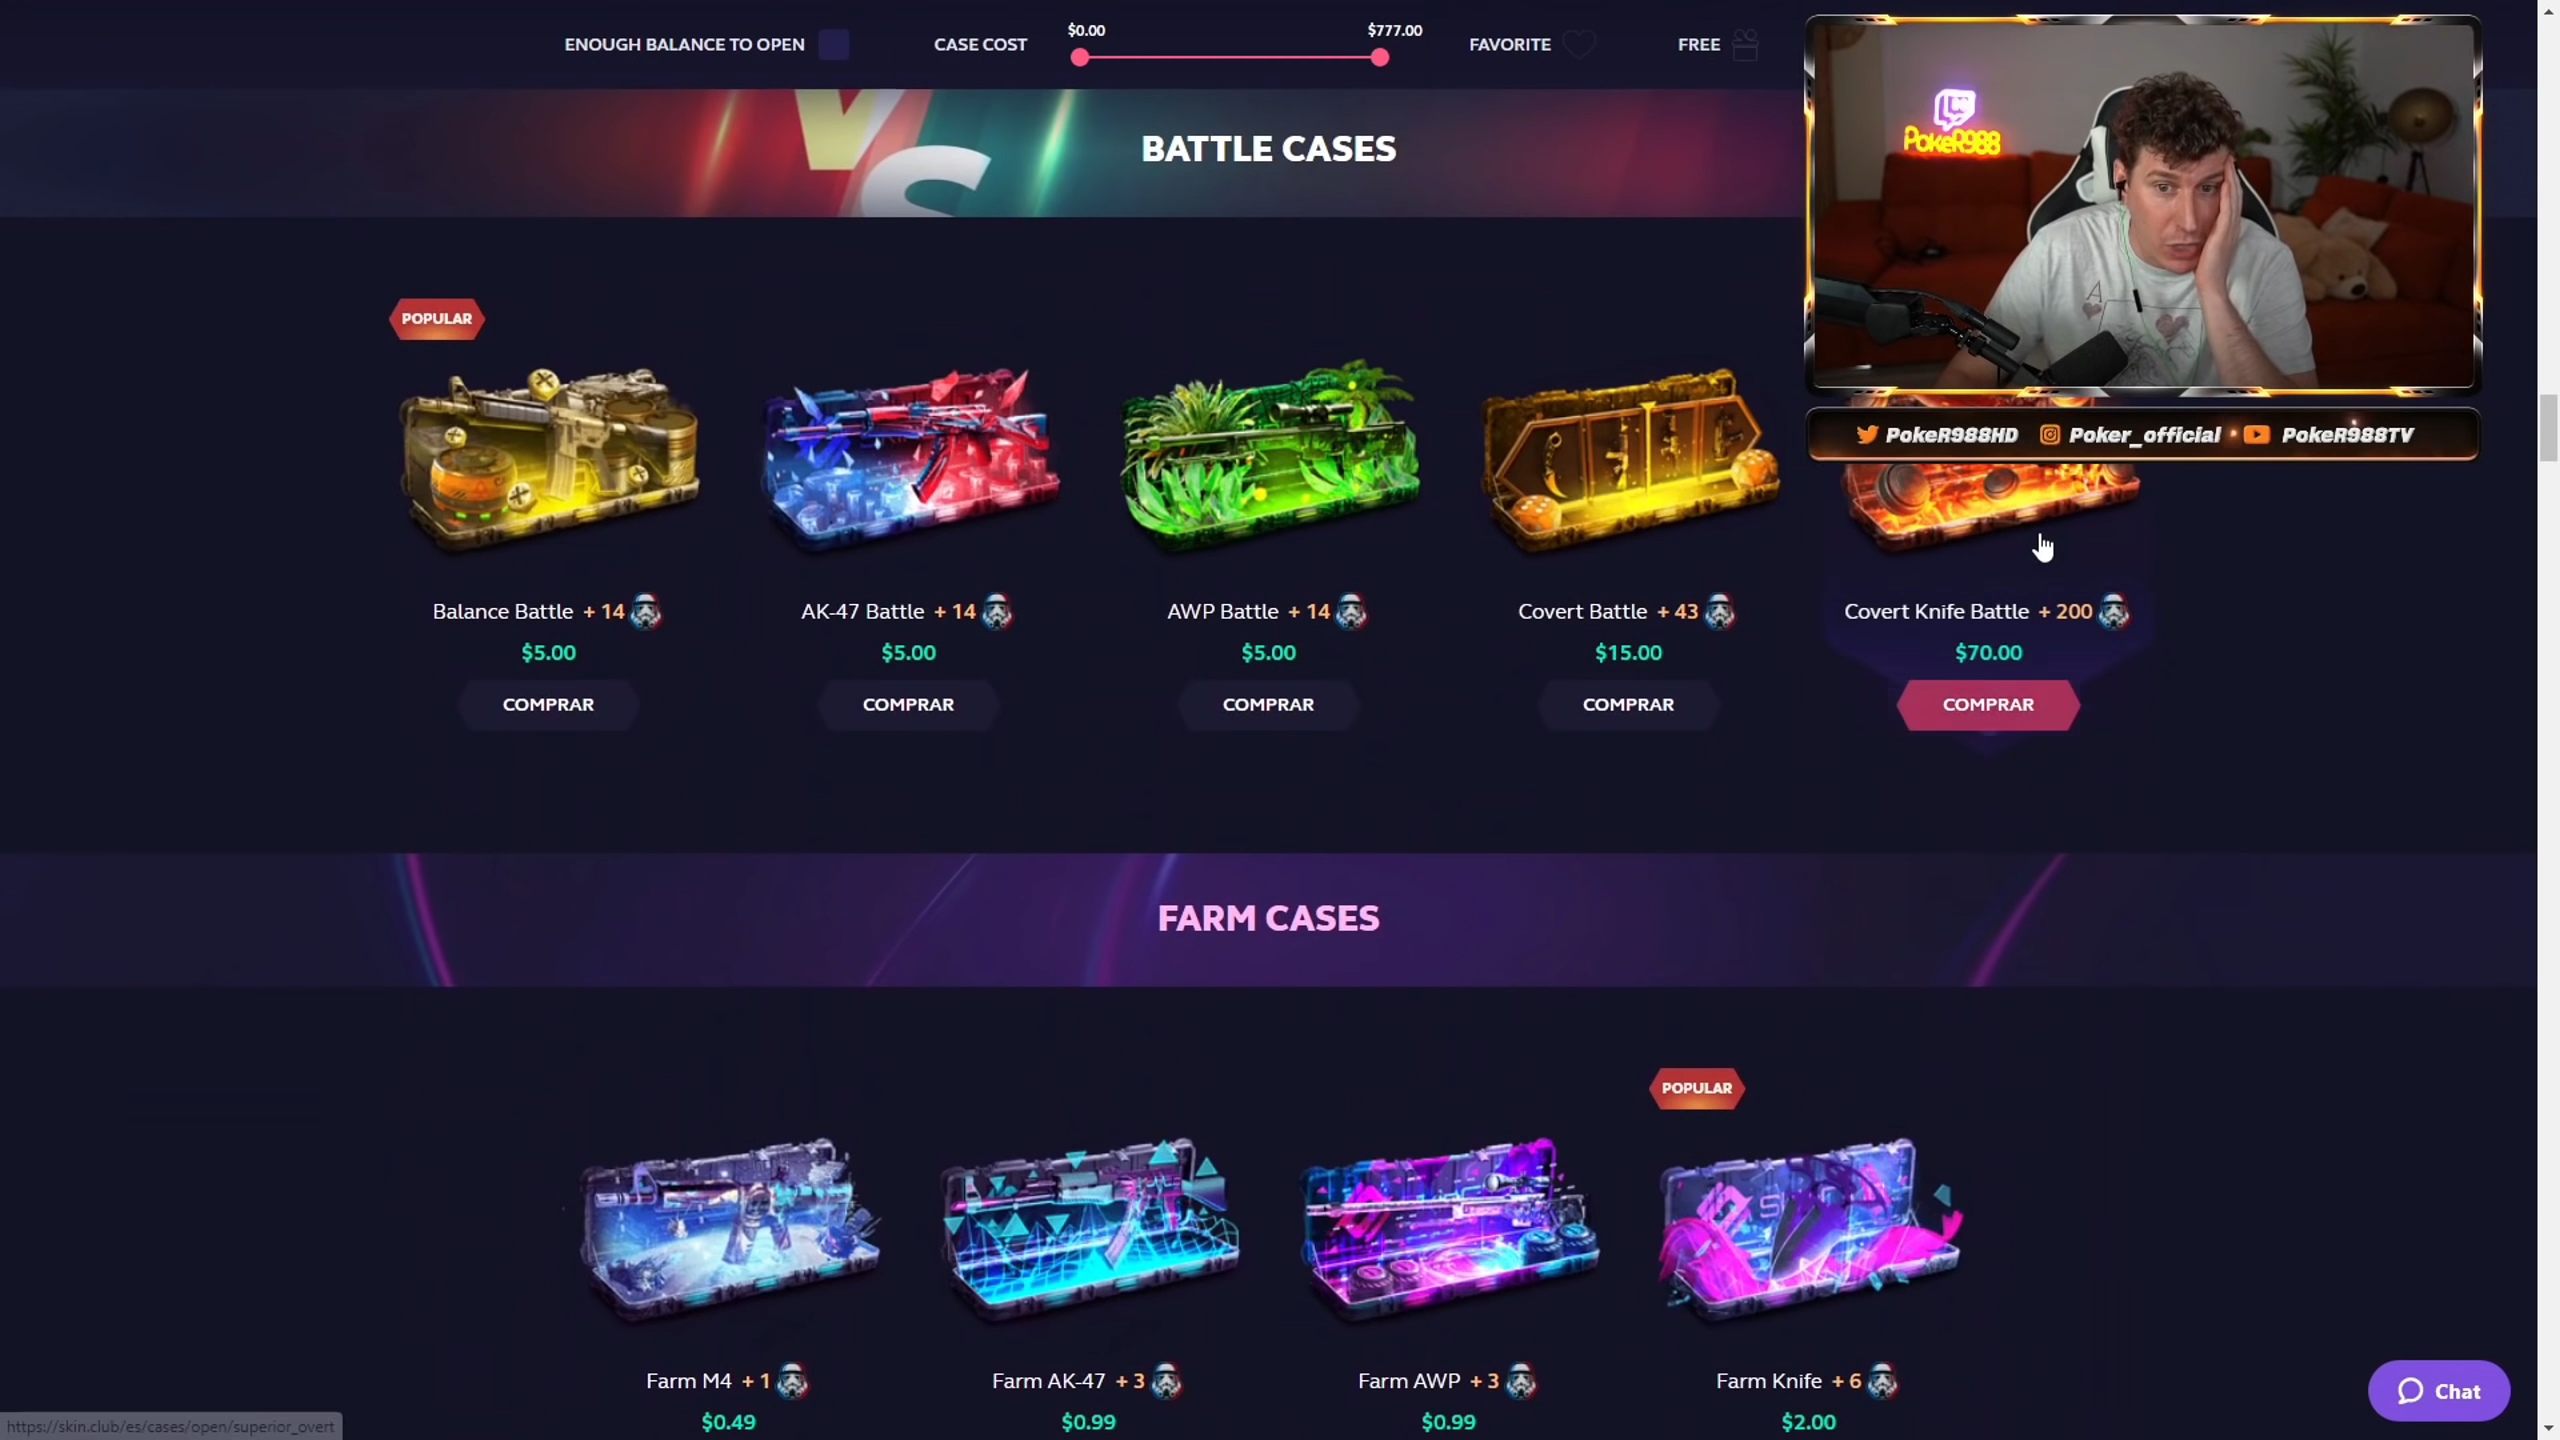 ENOUGH BALANCE TO OPEN
CASE COST
$0.00
$777.00
FAVORITE
FREE
BATTLE CASES
PokeR988
PokeR988HD
Poker_official
PokeR988TV
POPULAR
Balance Battle + 14
$5.00
COMPRAR
AK-47 Battle + 14
$5.00
COMPRAR
AWP Battle + 14
$5.00
COMPRAR
Covert Battle + 43
$15.00
COMPRAR
Covert Knife Battle + 200
$70.00
COMPRAR
FARM CASES
POPULAR
Farm M4 + 1
$0.49
Farm AK-47 + 3
$0.99
Farm AWP + 3
$0.99
Farm Knife + 6
$2.00
Chat
https://skin.club/es/cases/open/superior_overt